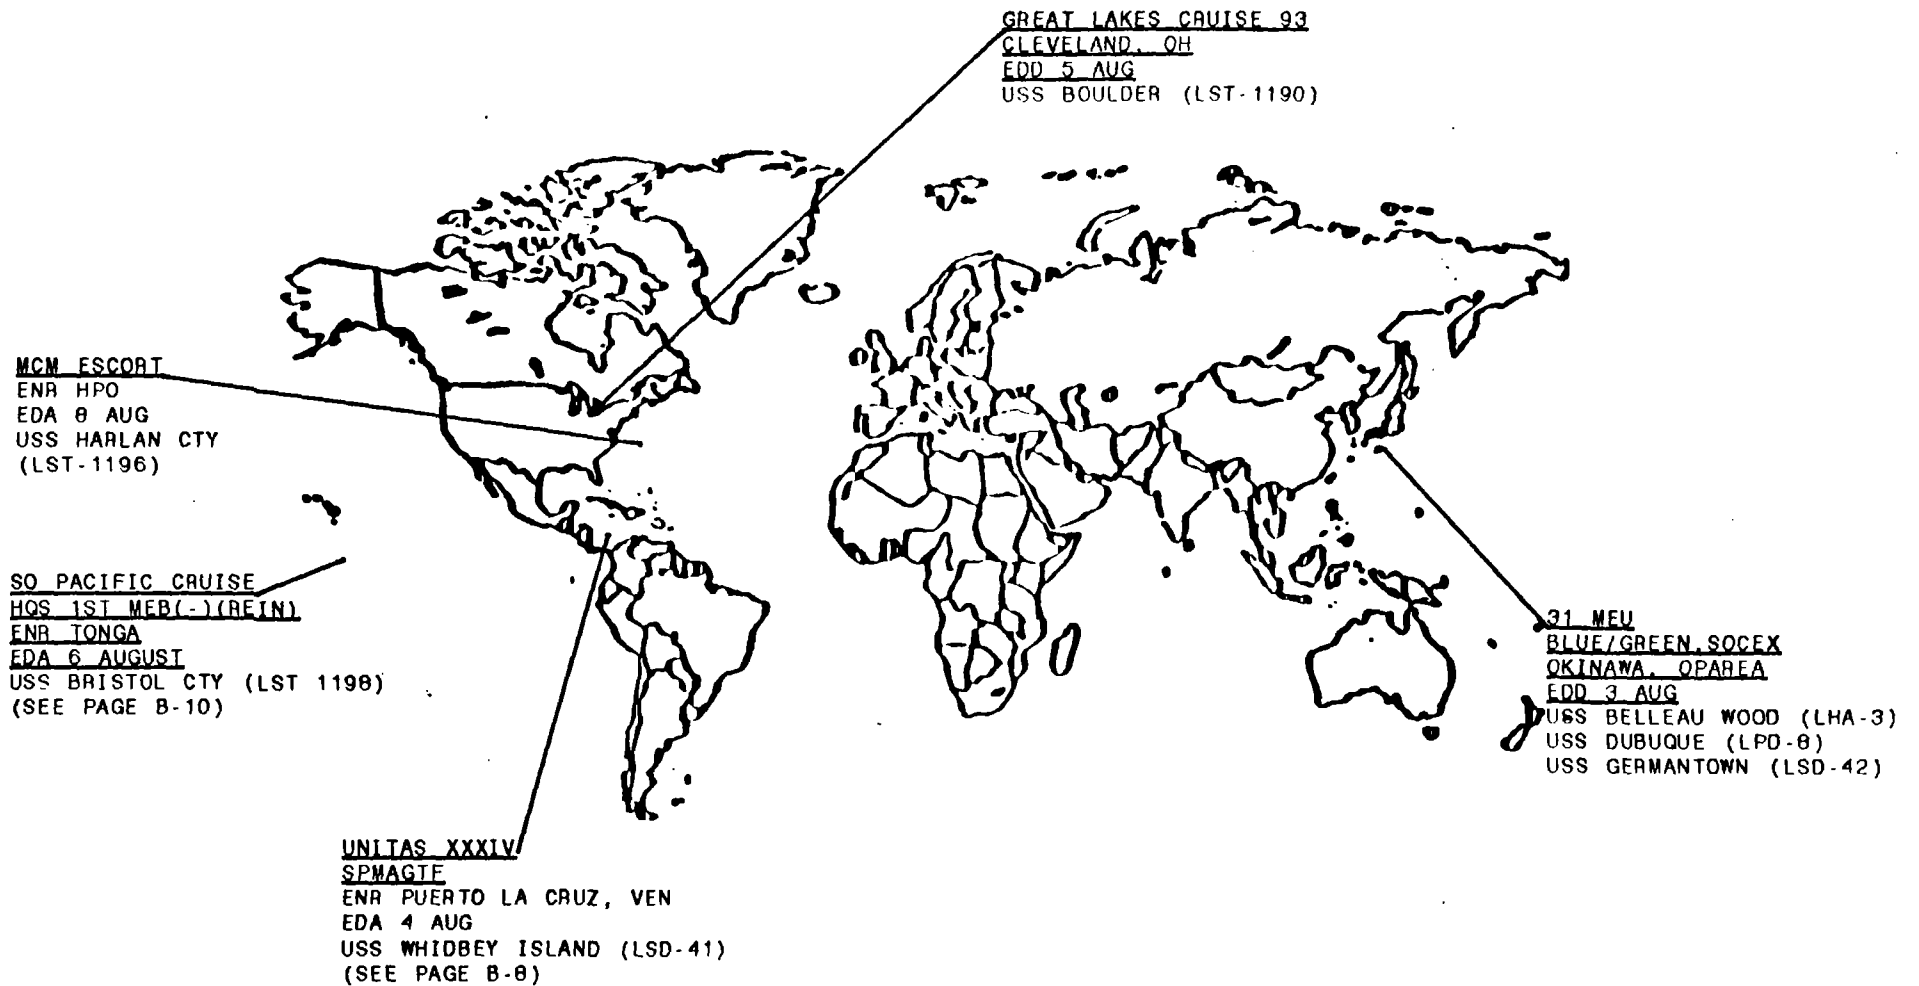 GREAT LAKES CRUISE 93
CLEVELAND, OH
EDD 5 AUG
USS BOULDER (LST-1190)
MCM ESCORT
ENR HPO
EDA 8 AUG
USS HARLAN CTY
(LST-1196)
SO PACIFIC CRUISE
HQS 1ST MEB(-)(REIN)
ENR TONGA
EDA 6 AUGUST
USS BRISTOL CTY (LST 1198)
(SEE PAGE B-10)
31 MEU
BLUE/GREEN, SOCEX
OKINAWA, OPAREA
EDD 3 AUG
USS BELLEAU WOOD (LHA-3)
USS DUBUQUE (LPD-8)
USS GERMANTOWN (LSD-42)
UNITAS XXXIV
SPMAGTF
ENR PUERTO LA CRUZ, VEN
EDA 4 AUG
USS WHIDBEY ISLAND (LSD-41)
(SEE PAGE B-8)